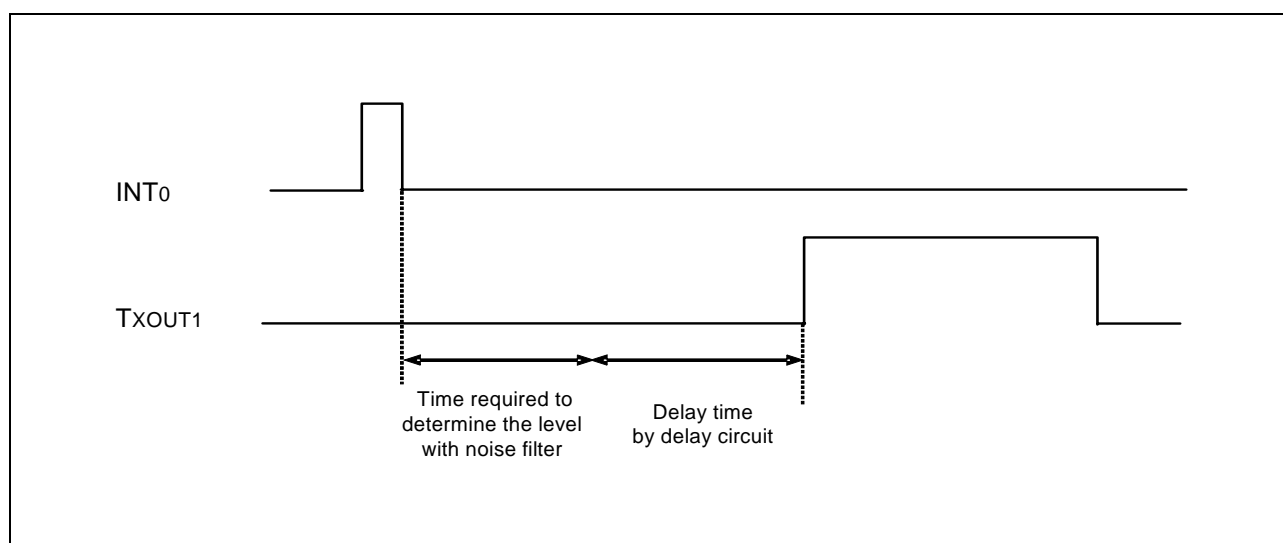 INT0
TXOUT1
Time required to
determine the level
with noise filter
Delay time
by delay circuit